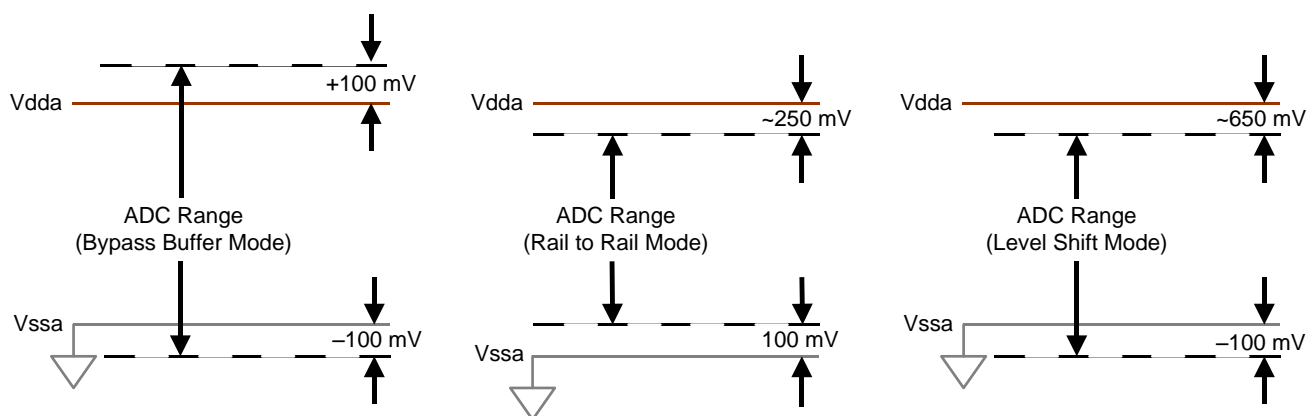 +100 mV
Vdda
ADC Range
(Bypass Buffer Mode)
Vssa
–100 mV
Vdda
~250 mV
ADC Range
(Rail to Rail Mode)
100 mV
Vssa
Vdda
~650 mV
ADC Range
(Level Shift Mode)
Vssa
–100 mV